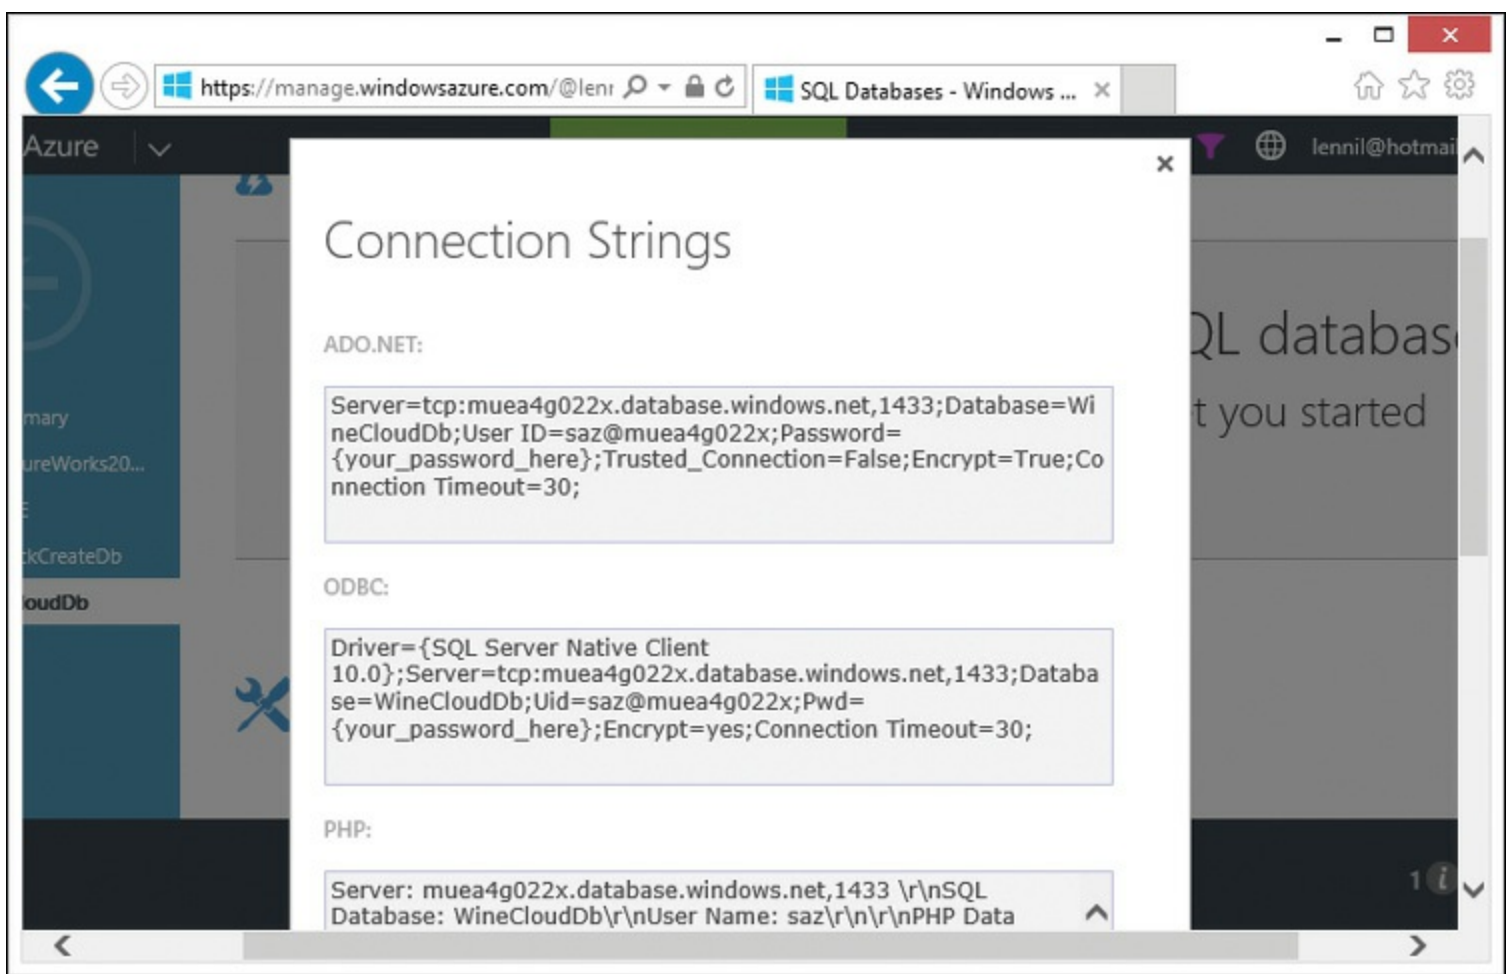 https://manage.windowsazure.com/@lenr
SQL Databases - Windows ...
Azure
lennil@hotmai
Connection Strings
ADO.NET:
Server=tcp:muea4g022x.database.windows.net,1433;Database=Wi
neCloudDb;User ID=saz@muea4g022x;Password=
{your_password_here};Trusted_Connection=False;Encrypt=True;Co
nnection Timeout=30;
QL databas
t you started
mary
ureWorks20...
E
kCreateDb
oudDb
ODBC:
Driver={SQL Server Native Client
10.0};Server=tcp:muea4g022x.database.windows.net,1433;Databa
se=WineCloudDb;Uid=saz@muea4g022x;Pwd=
{your_password_here};Encrypt=yes;Connection Timeout=30;
PHP:
Server: muea4g022x.database.windows.net,1433 \r\nSQL
Database: WineCloudDb\r\nUser Name: saz\r\n\r\nPHP Data
1 i